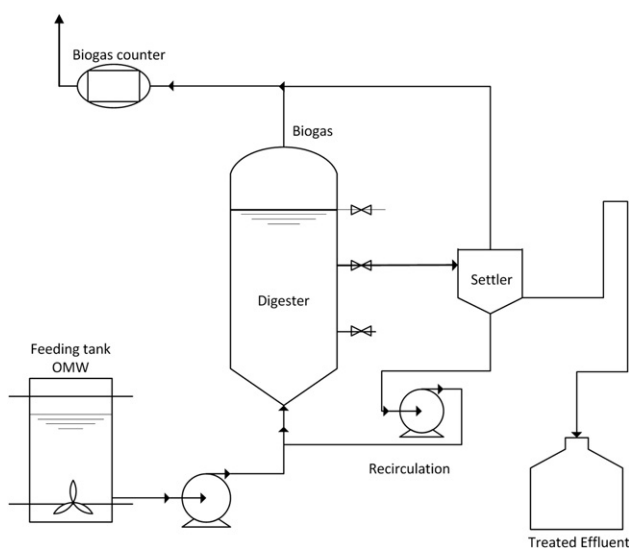 Biogas counter
Biogas
Settler
Digester
Feeding tank
OMW
Recirculation
Treated Effluent